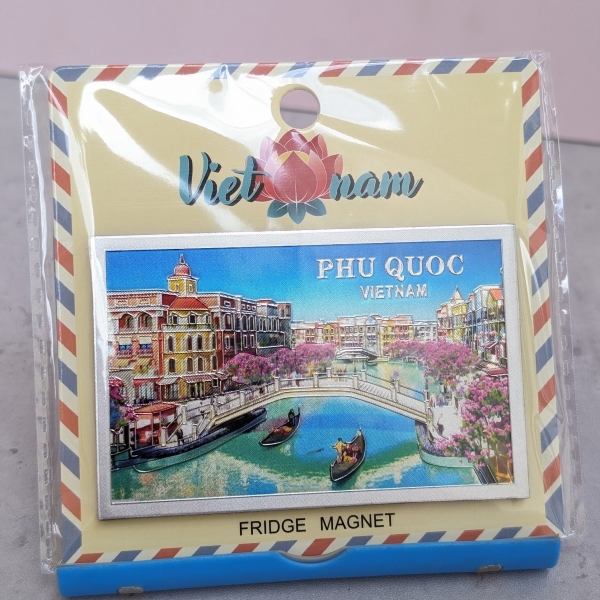 Viet nam
PHU QUOC
VIETNAM
FRIDGE MAGNET